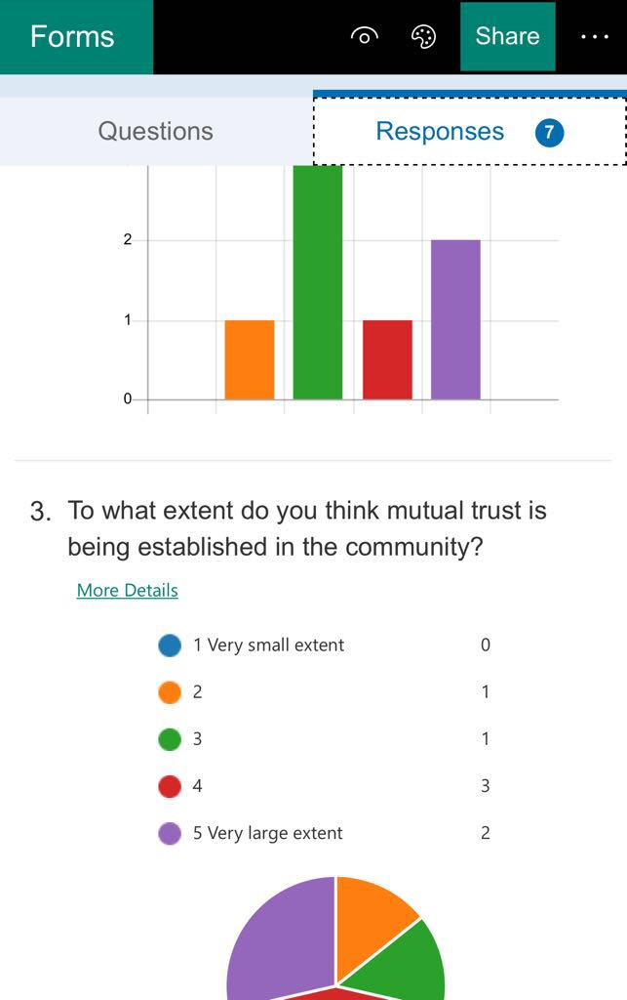 Forms
Share
...
Questions
Responses 7
2
1
0
3. To what extent do you think mutual trust is
being established in the community?
More Details
1 Very small extent 0
2 1
3 1
4 3
5 Very large extent 2